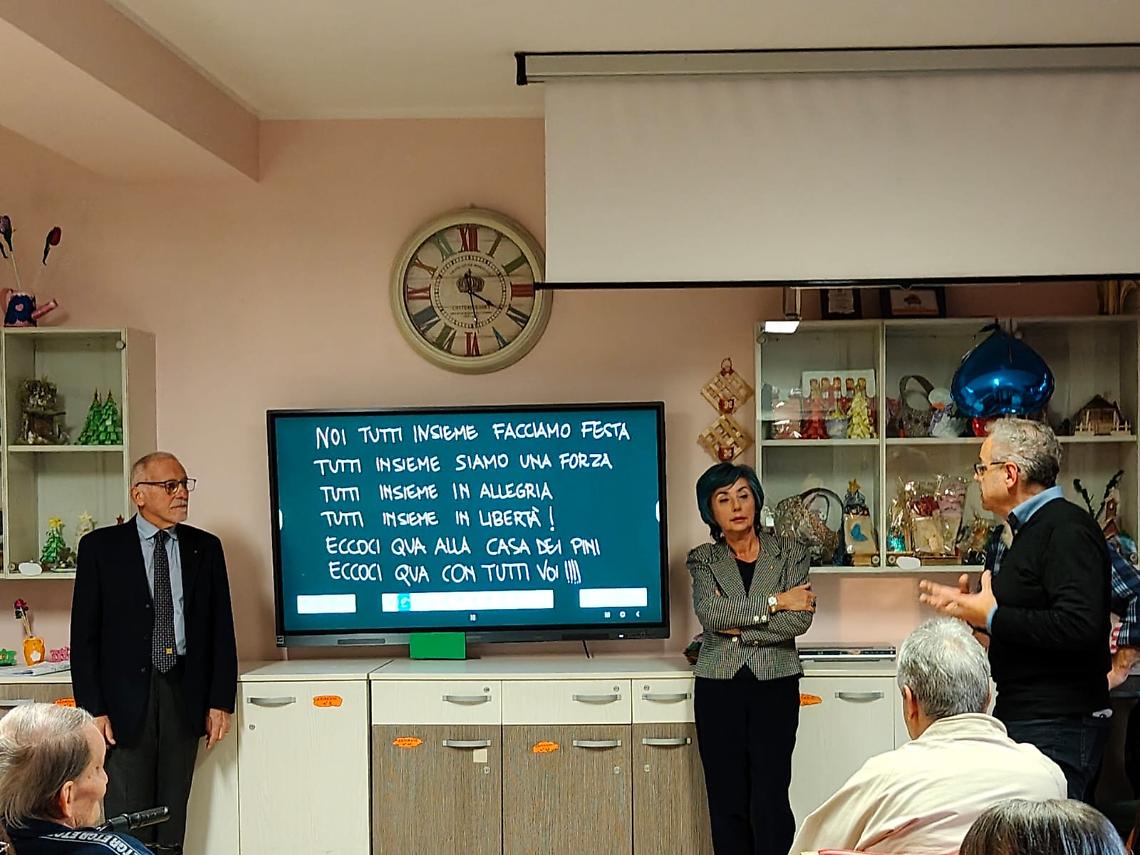 NOI TUTTI INSIEME FACCIAMO FESTA
TUTTI INSIEME SIAMO UNA FORZA
TUTTI INSIEME IN ALLEGRIA
TUTTI INSIEME IN LIBERTÀ!
ECCOCI QUA ALLA CASA DEI PINI
ECCOCI QUA CON TUTTI VOI!!!!